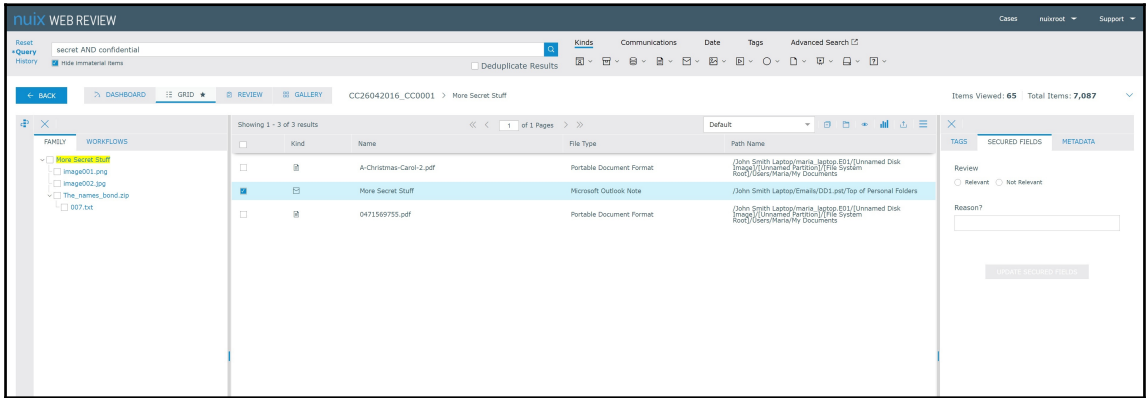 nuix WEB REVIEW
Cases nuixroot Support
Reset
Query
History
secret AND confidential
Hide immaterial items
Deduplicate Results
Kinds Communications Date Tags Advanced Search
BACK DASHBOARD GRID REVIEW GALLERY CC26042016_CC0001 > More Secret Stuff
Items Viewed: 65 Total Items: 7,087
FAMILY WORKFLOWS
More Secret Stuff
image001.png
image002.jpg
The_names_bond.zip
007.txt
Showing 1 - 3 of 3 results
1 of 1 Pages
Default
Kind Name File Type Path Name
A-Christmas-Carol-2.pdf Portable Document Format /John Smith Laptop/maria_laptop.E01/[Unnamed Disk
Image]/[Unnamed Partition]/[File System
Root]/Users/Maria/My Documents
More Secret Stuff Microsoft Outlook Note /John Smith Laptop/Emails/DD1.pst/Top of Personal Folders
0471569755.pdf Portable Document Format /John Smith Laptop/maria_laptop.E01/[Unnamed Disk
Image]/[Unnamed Partition]/[File System
Root]/Users/Maria/My Documents
TAGS SECURED FIELDS METADATA
Review
Relevant Not Relevant
Reason?
UPDATE SECURED FIELDS